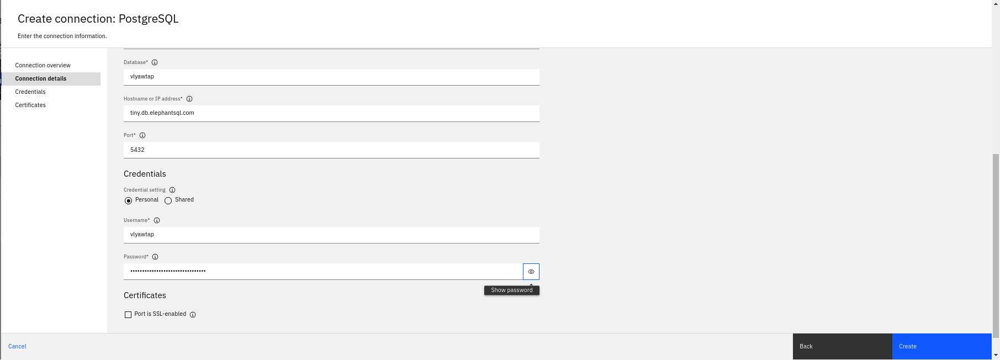 Create connection: PostgreSQL
Enter the connection information.
Connection overview
Connection details
Credentials
Certificates
Database*
vlyawtap
Hostname or IP address*
tiny.db.elephantsql.com
Port*
5432
Credentials
Credential setting
Personal Shared
Username*
vlyawtap
Password*
••••••••••••••••••••••••••••••••
Show password
Certificates
Port is SSL-enabled
Cancel
Back
Create